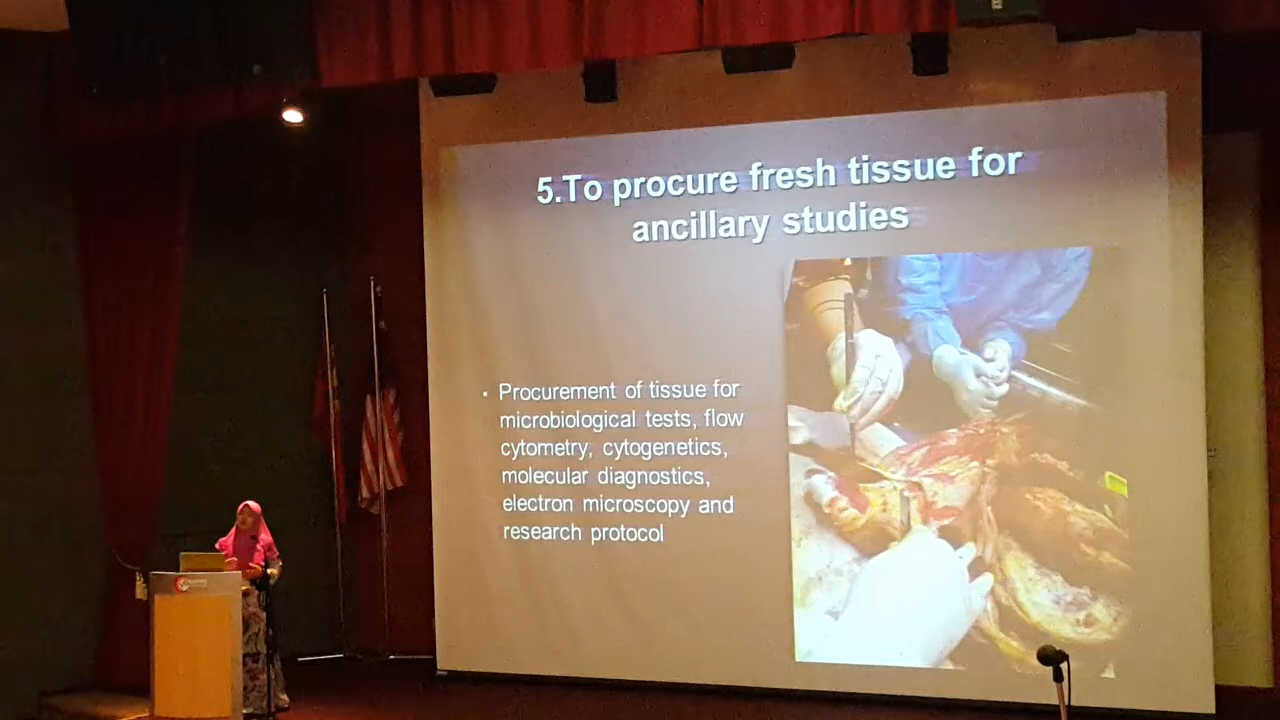 5.To procure fresh tissue for
ancillary studies
• Procurement of tissue for
microbiological tests, flow
cytometry, cytogenetics,
molecular diagnostics,
electron microscopy and
research protocol